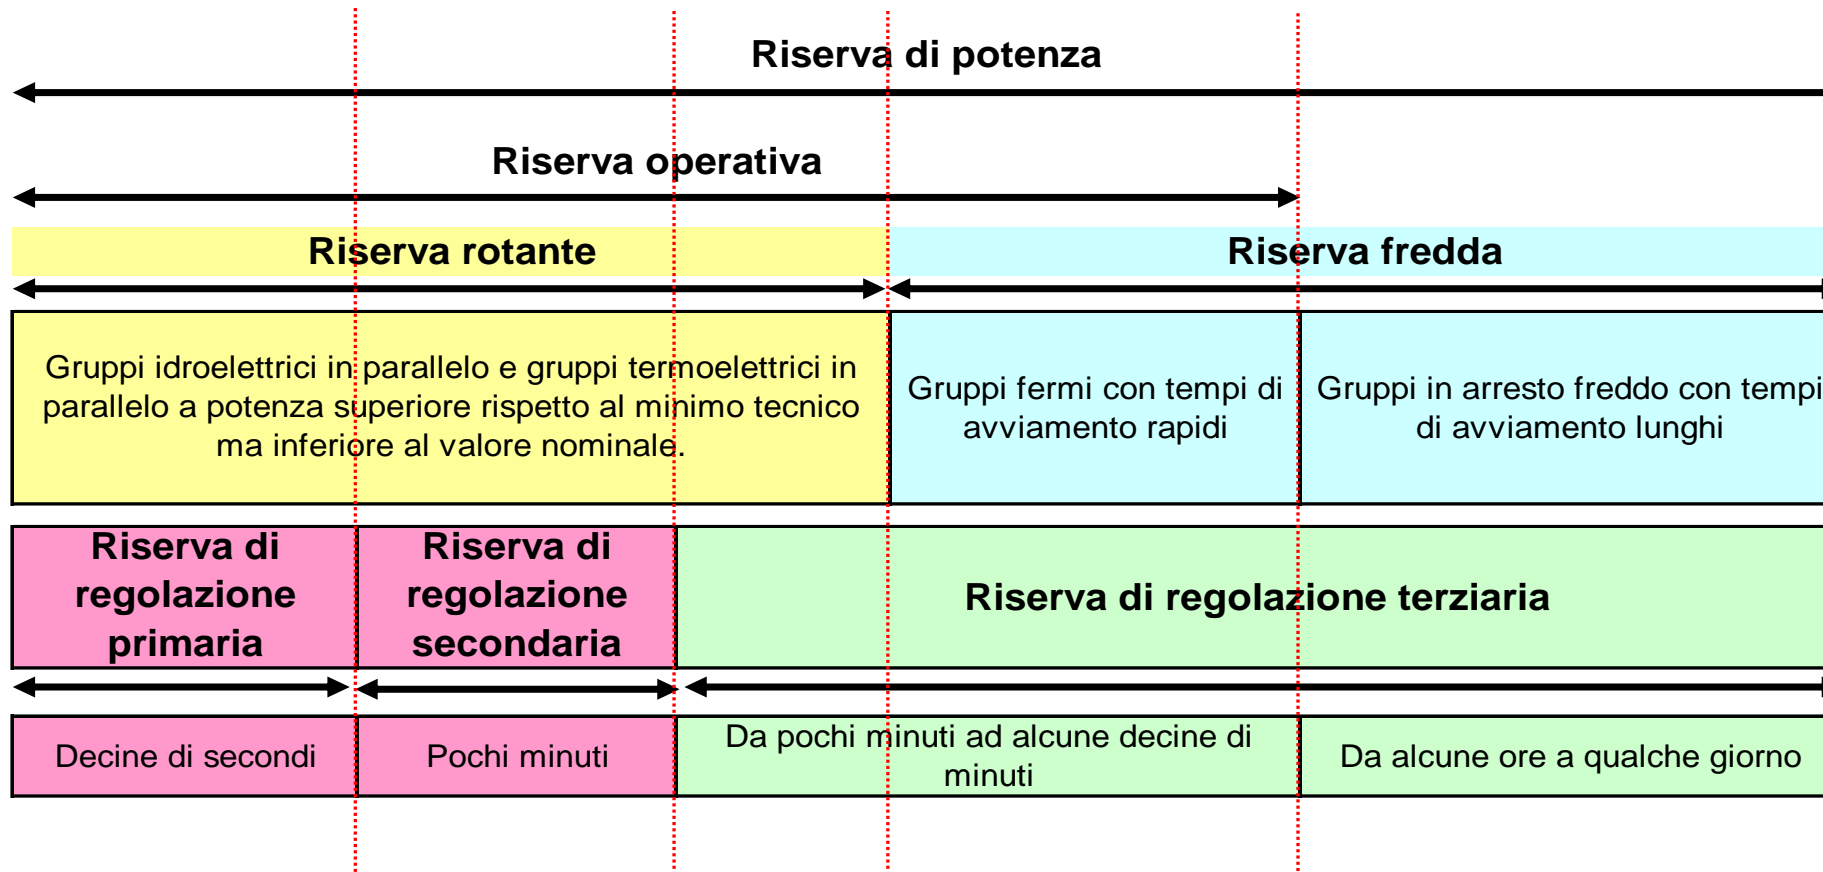 Riserva di potenza
Riserva operativa
Riserva rotante
Riserva fredda
Gruppi idroelettrici in parallelo e gruppi termoelettrici in
parallelo a potenza superiore rispetto al minimo tecnico
ma inferiore al valore nominale.
Gruppi fermi con tempi di
avviamento rapidi
Gruppi in arresto freddo con tempi
di avviamento lunghi
Riserva di
regolazione
primaria
Riserva di
regolazione
secondaria
Riserva di regolazione terziaria
Decine di secondi
Pochi minuti
Da pochi minuti ad alcune decine di
minuti
Da alcune ore a qualche giorno